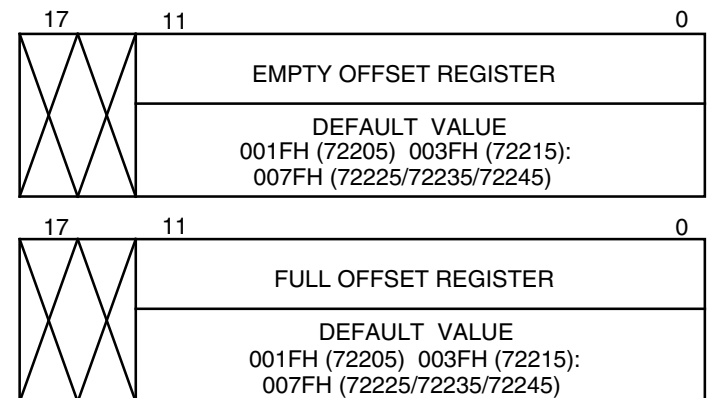 17 11 0
EMPTY OFFSET REGISTER
DEFAULT VALUE
001FH (72205) 003FH (72215):
007FH (72225/72235/72245)
17 11 0
FULL OFFSET REGISTER
DEFAULT VALUE
001FH (72205) 003FH (72215):
007FH (72225/72235/72245)